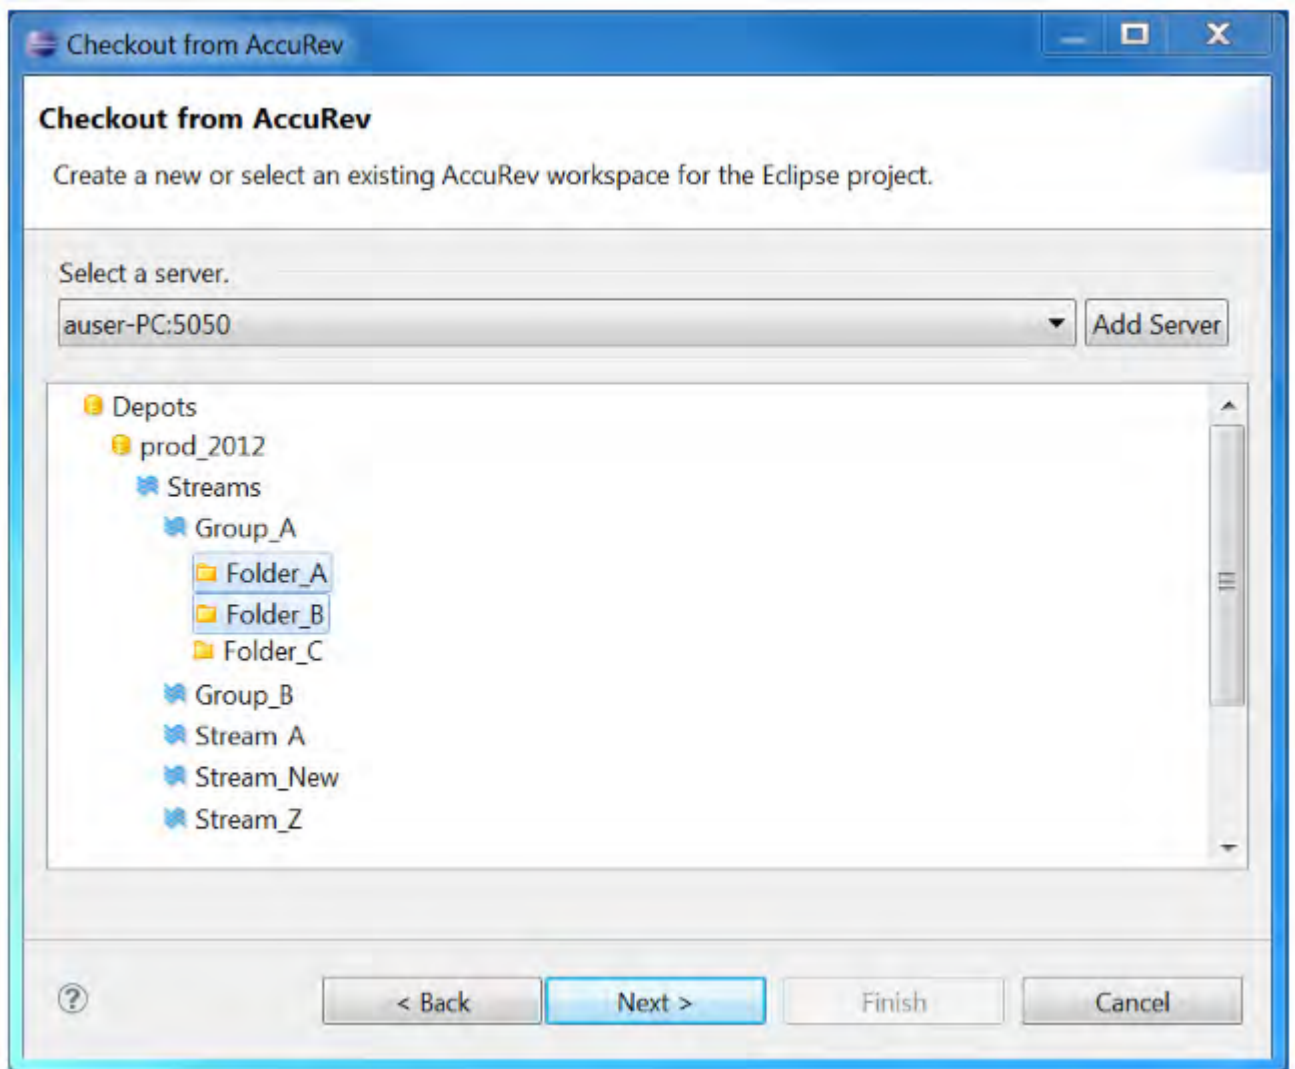 Checkout from AccuRev
Checkout from AccuRev
Create a new or select an existing AccuRev workspace for the Eclipse project.
Select a server.
auser-PC:5050
Add Server
Depots
prod_2012
Streams
Group_A
Folder_A
Folder_B
Folder_C
Group_B
Stream A
Stream_New
Stream_Z
?
< Back
Next >
Finish
Cancel